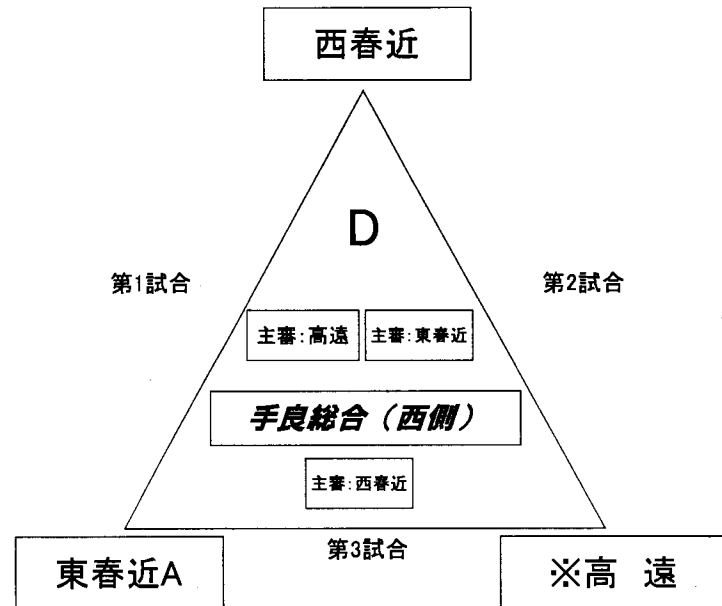 西春近
D
第1試合
第2試合
主審:高遠
主審:東春近
手良総合（西側）
主審:西春近
第3試合
東春近A
※高 遠